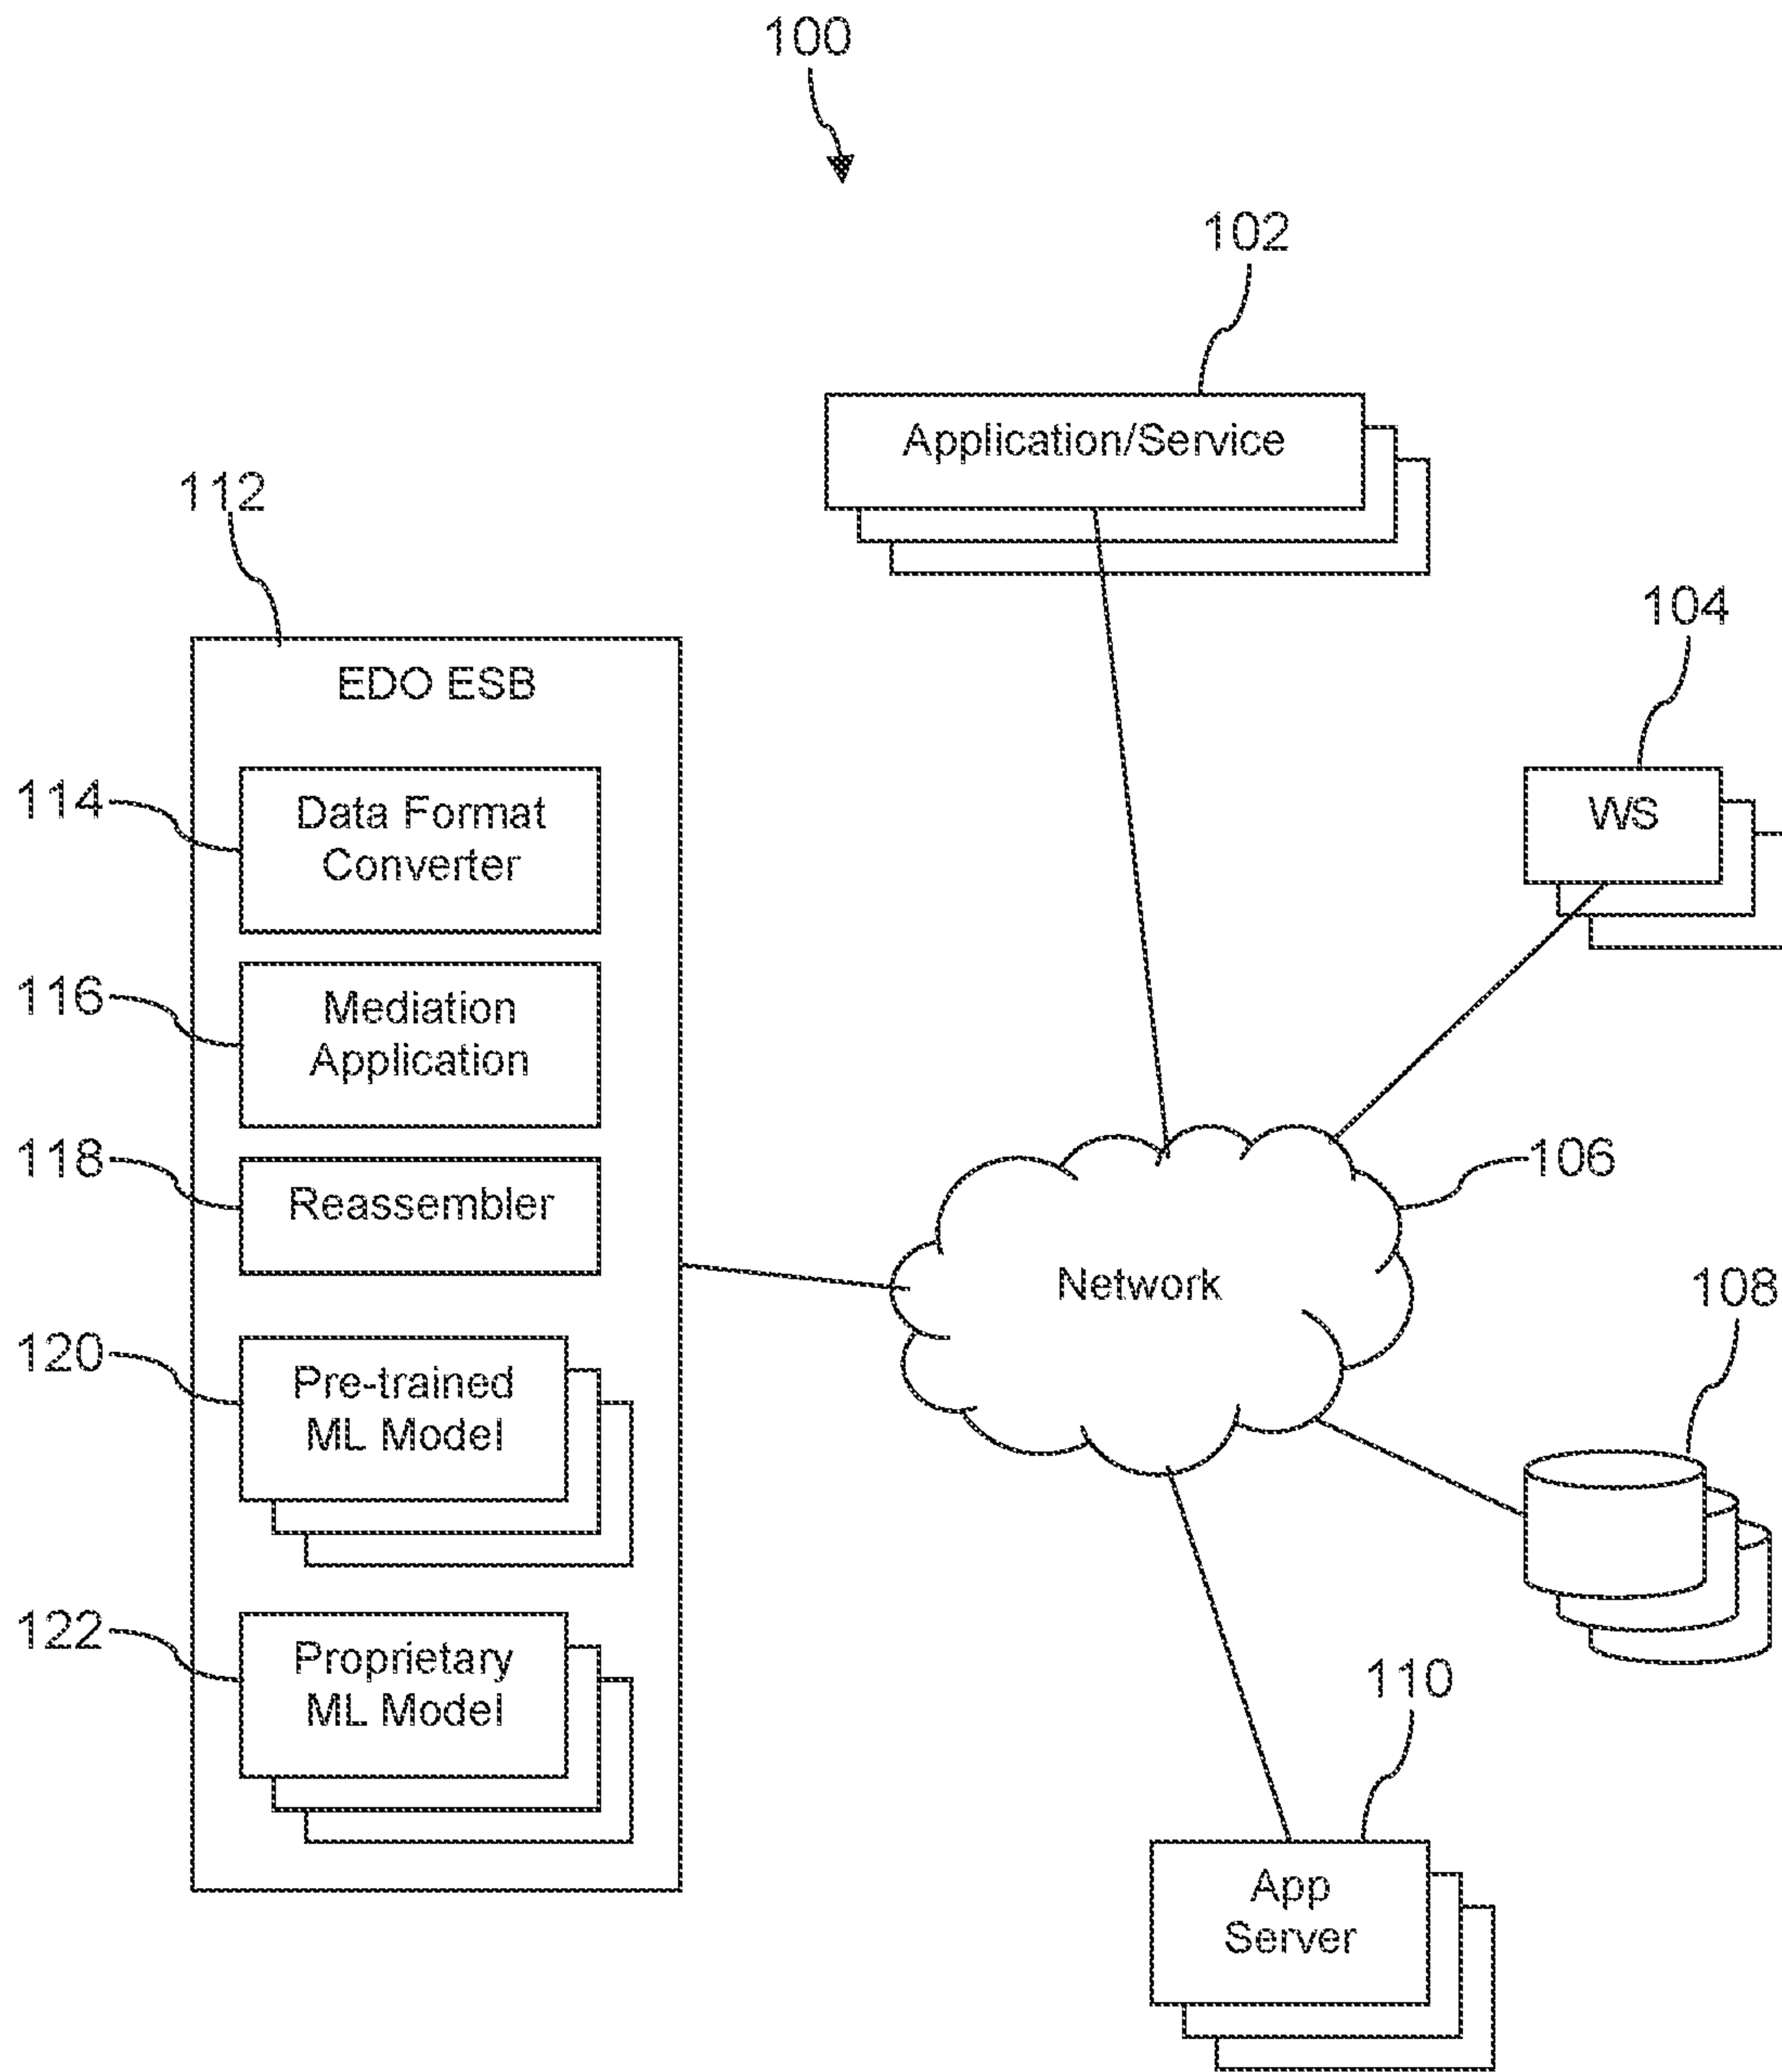 100
102
Application/Service
112
104
EDO ESB
WS
114
Data Format
Converter
116
Mediation
Application
118
Reassembler
106
Network
108
120
Pre-trained
ML Model
122
Proprietary
ML Model
110
App
Server